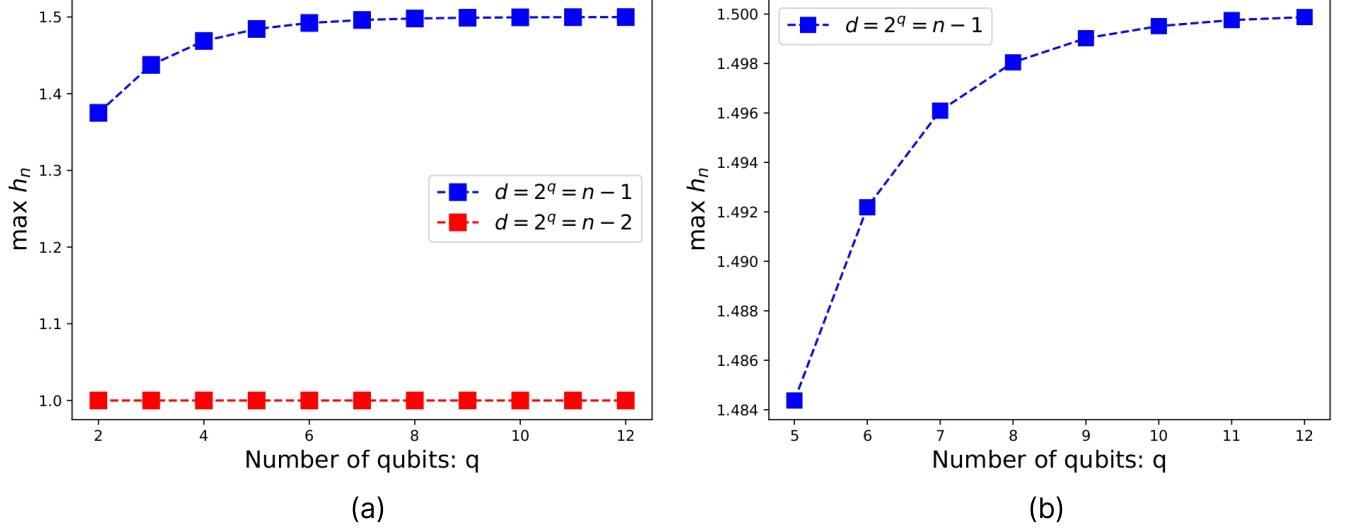 1.5
1.4
1.3
1.2
1.1
1.0
max hₙ
d = 2^q = n − 1
d = 2^q = n − 2
2 4 6 8 10 12
Number of qubits: q
(a)
1.500
1.498
1.496
1.494
1.492
1.490
1.488
1.486
1.484
max hₙ
d = 2^q = n − 1
5 6 7 8 9 10 11 12
Number of qubits: q
(b)